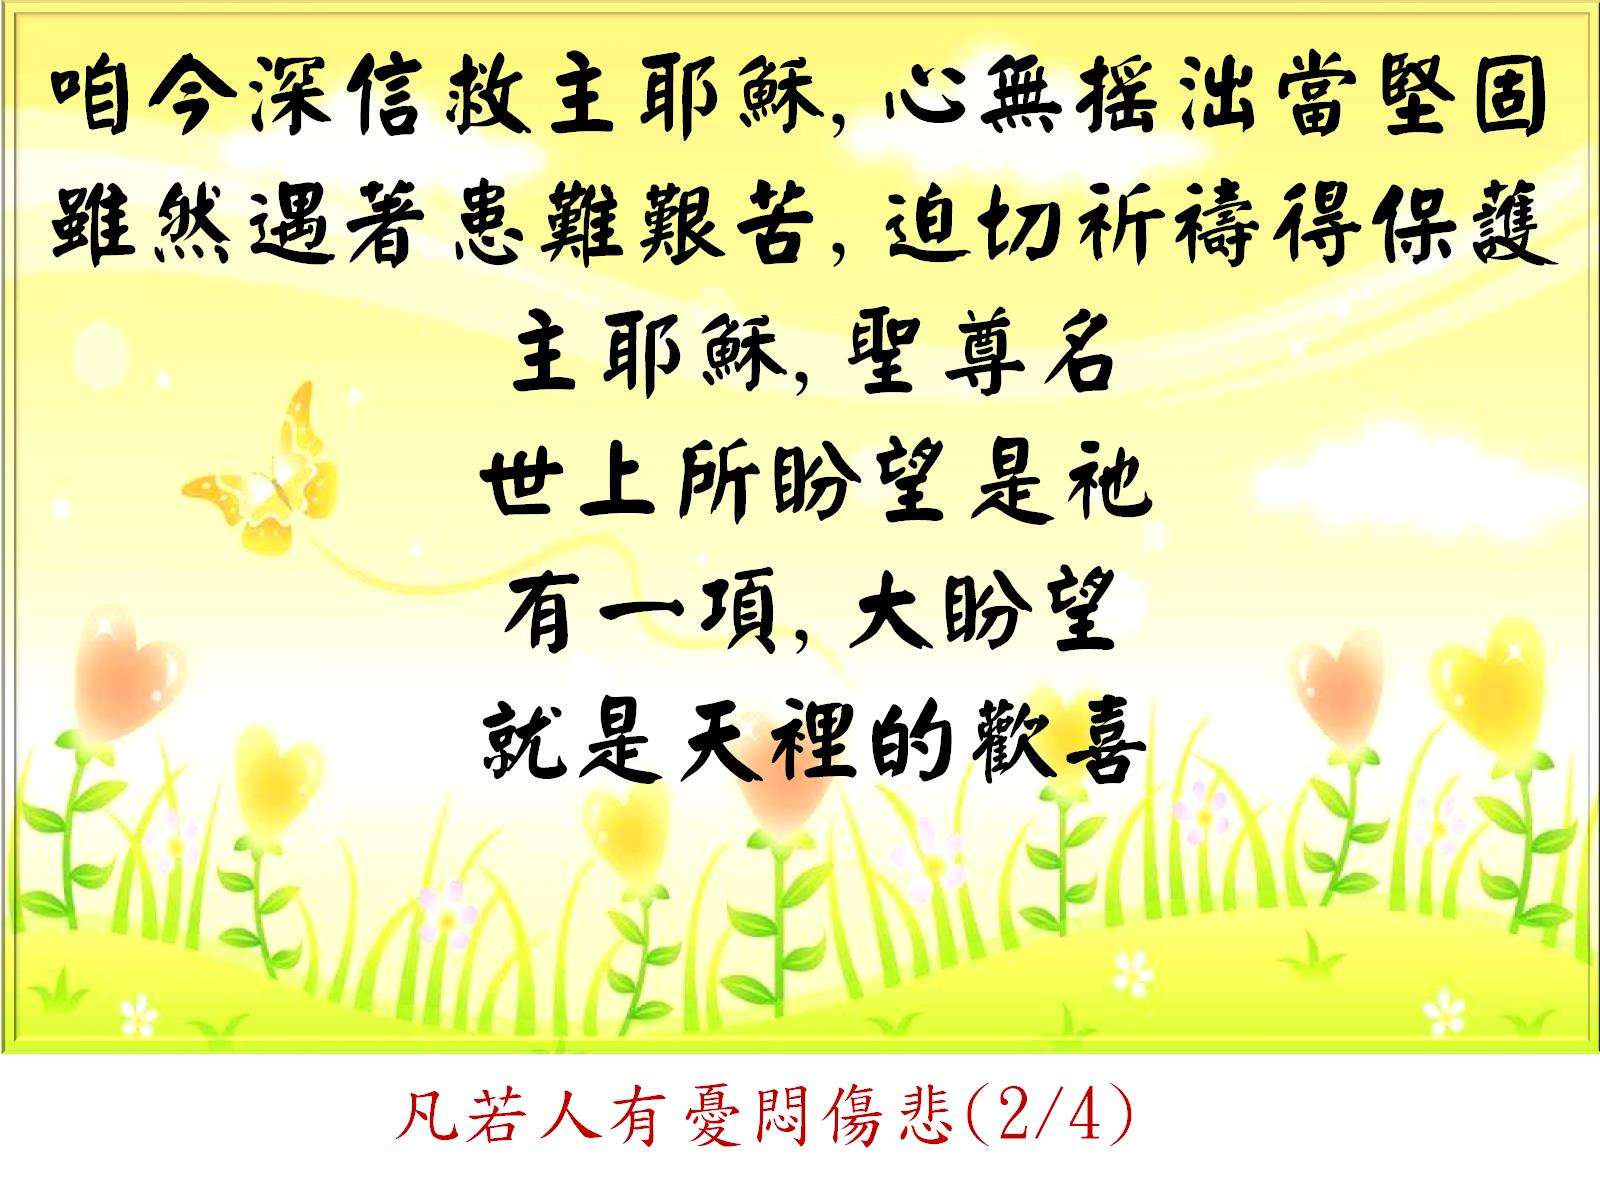 咱今深信救主耶穌, 心無搖泏當堅固
雖然遇著患難艱苦, 迫切祈禱得保護
主耶穌, 聖尊名
世上所盼望是祂
有一項, 大盼望
就是天裡的歡喜
凡若人有憂悶傷悲(2/4)